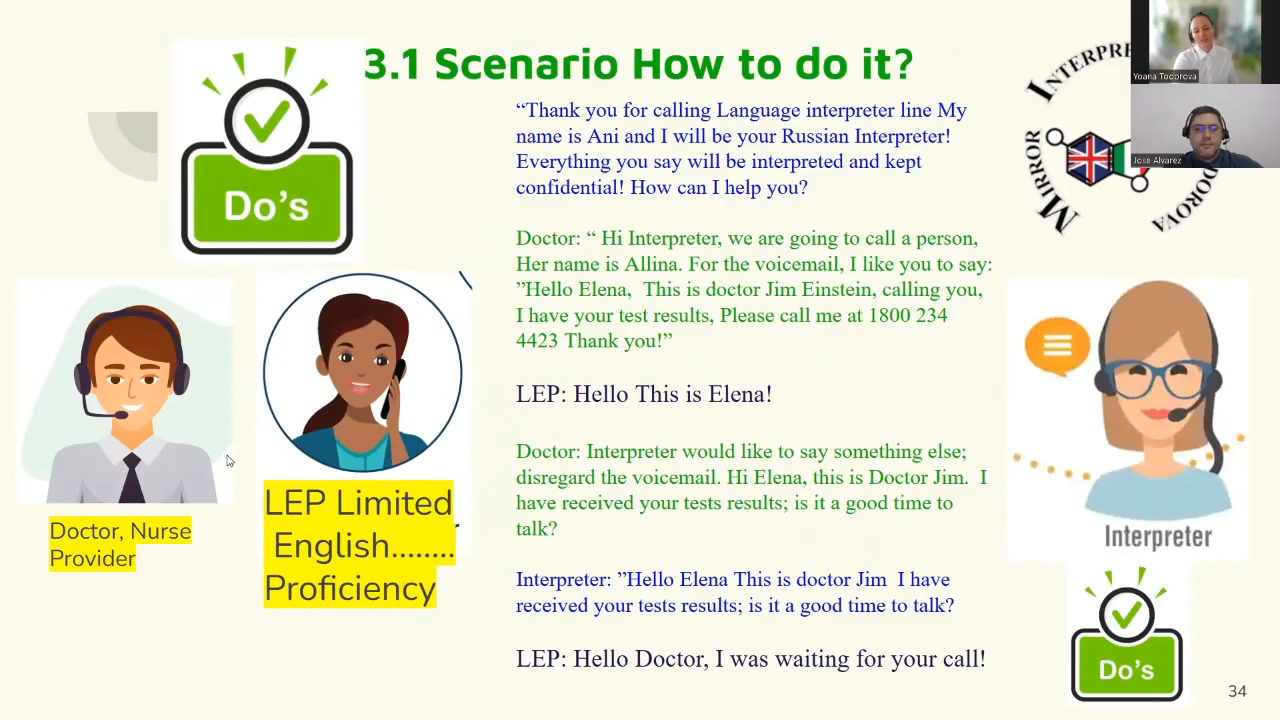 3.1 Scenario How to do it?
Do's
“Thank you for calling Language interpreter line My
name is Ani and I will be your Russian Interpreter!
Everything you say will be interpreted and kept
confidential! How can I help you?
Doctor: “ Hi Interpreter, we are going to call a person,
Her name is Allina. For the voicemail, I like you to say:
”Hello Elena,  This is doctor Jim Einstein, calling you,
I have your test results, Please call me at 1800 234
4423 Thank you!”
LEP: Hello This is Elena!
Doctor: Interpreter would like to say something else;
disregard the voicemail. Hi Elena, this is Doctor Jim.  I
have received your tests results; is it a good time to
talk?
Interpreter: ”Hello Elena This is doctor Jim  I have
received your tests results; is it a good time to talk?
LEP: Hello Doctor, I was waiting for your call!
Doctor, Nurse
Provider
LEP Limited
English........
Proficiency
Interpreter
Do's
34
MIRROR
Yoana Todorova
Jose Alvarez